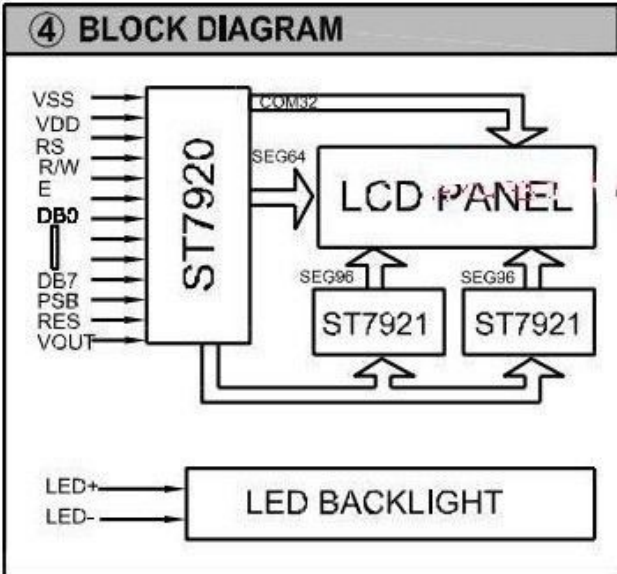 ④ BLOCK DIAGRAM
VSS
VDD
RS
R/W
E
DB0
DB7
PSB
RES
VOUT
ST7920
COM32
SEG64
LCD PANEL
SEG96
SEG96
ST7921
ST7921
LED+
LED-
LED BACKLIGHT